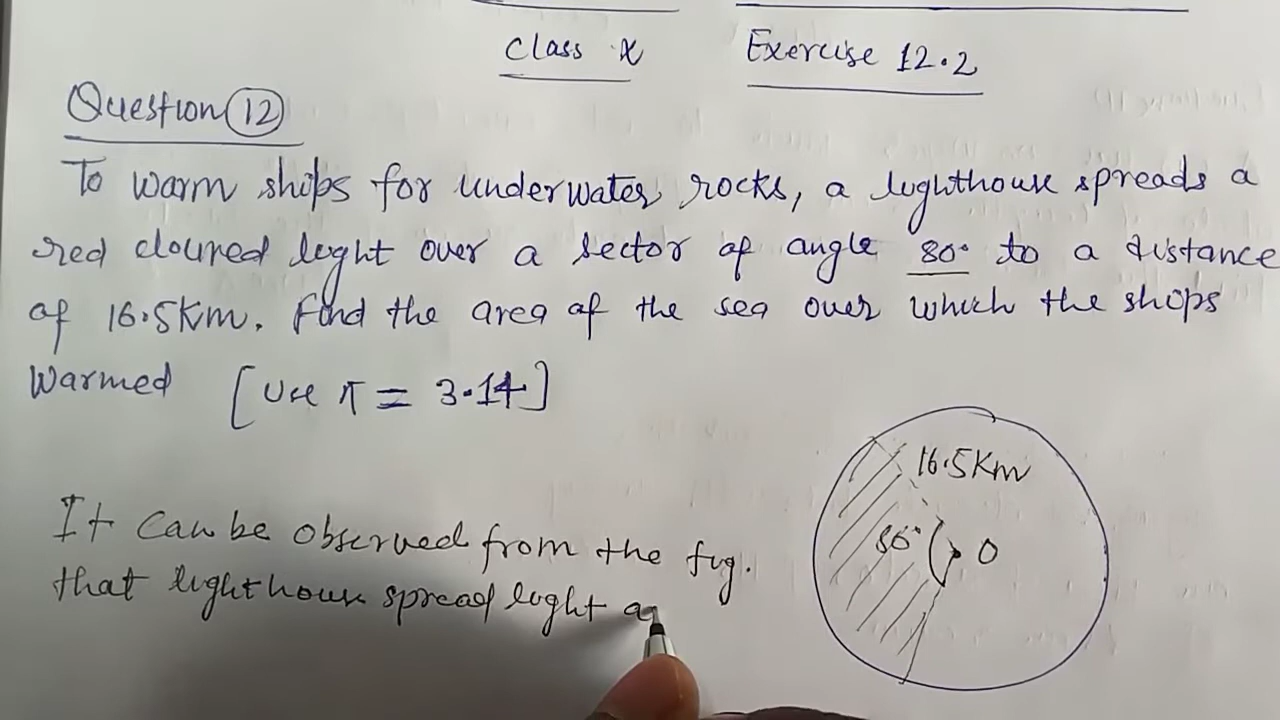 Class X Exercise 12.2
Question 12
To warm ships for underwater rocks, a lighthouse spreads a
red cloured light over a sector of angle 80° to a distance
of 16.5Km. Find the area of the sea over which the ships
warmed [Use π = 3.14]
16.5Km
80° O
It can be observed from the fig.
that lighthouse spread light a